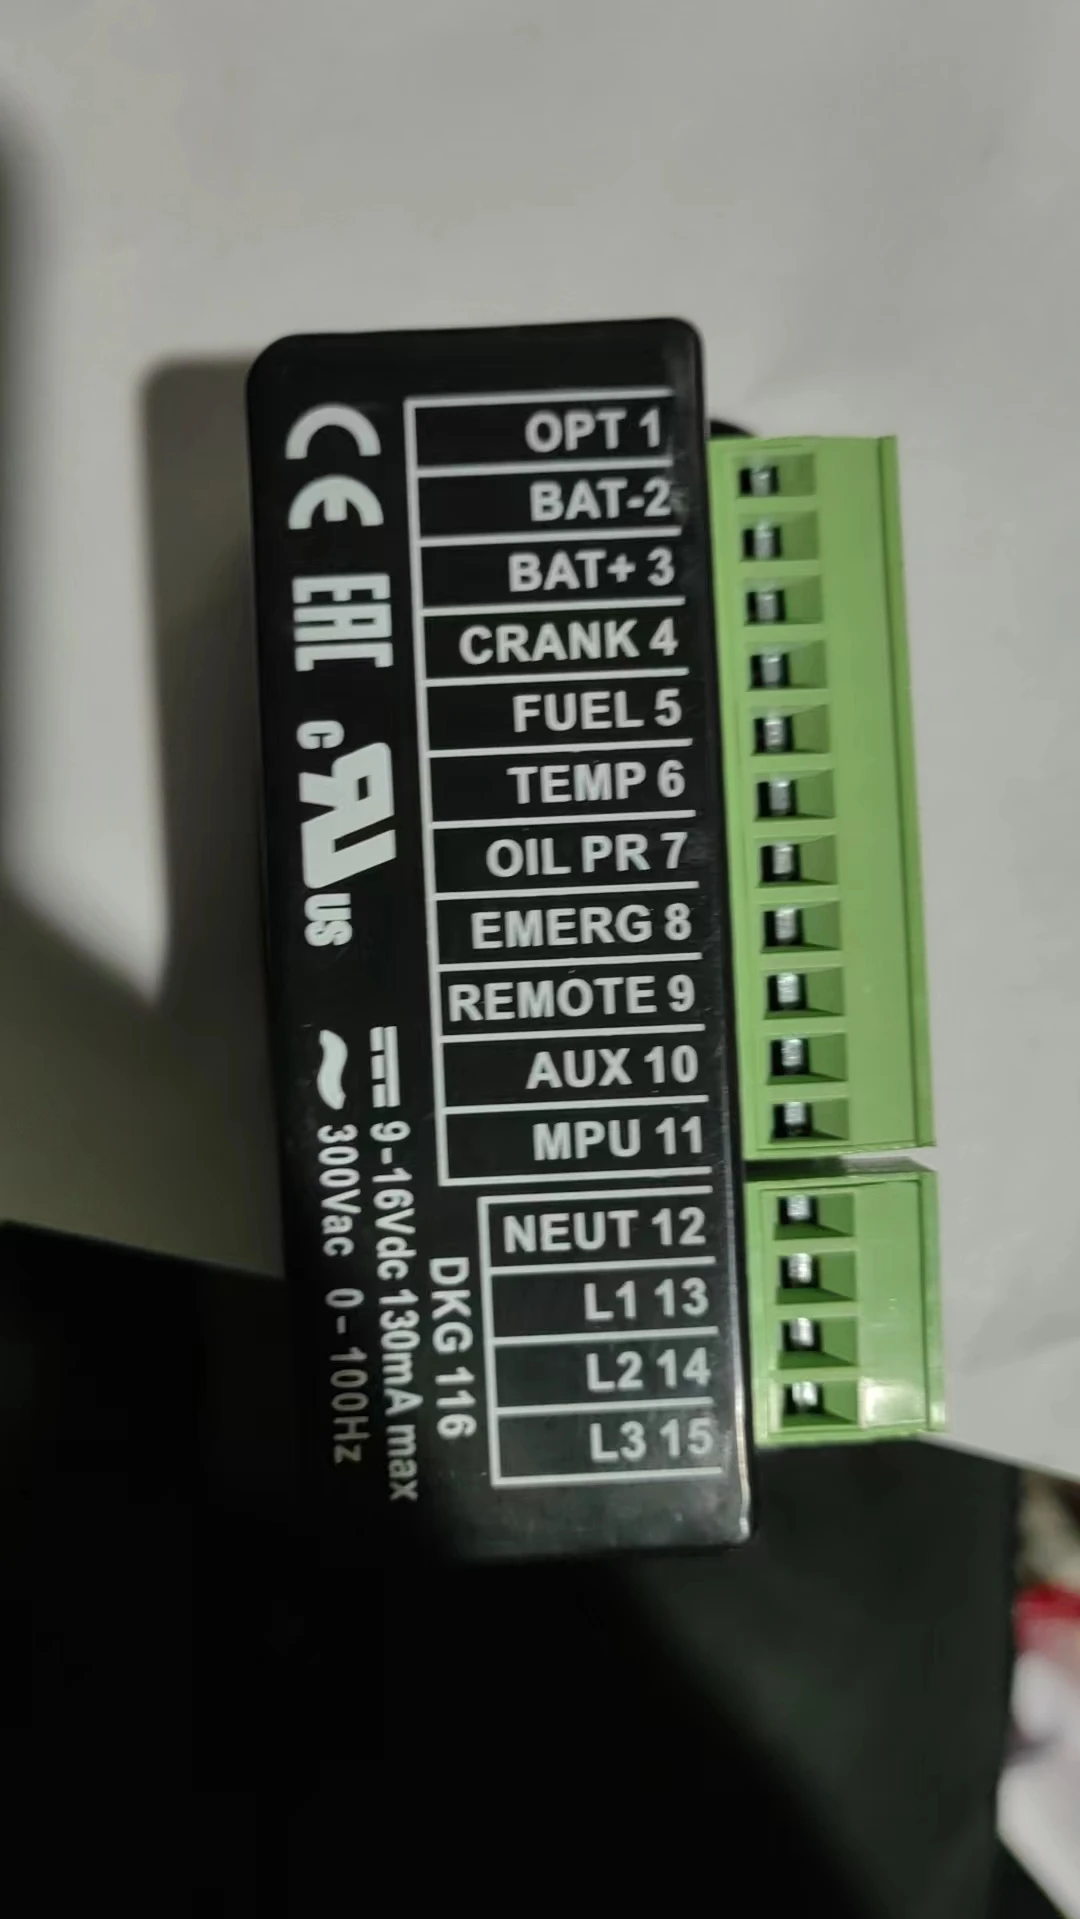 OPT 1
BAT-2
BAT+ 3
CRANK 4
FUEL 5
TEMP 6
OIL PR 7
EMERG 8
REMOTE 9
AUX 10
MPU 11
NEUT 12
L1 13
L2 14
L3 15
DKG 116
9-16Vdc 130mA max
300Vac 0-100Hz
CE
EAC
c RU us